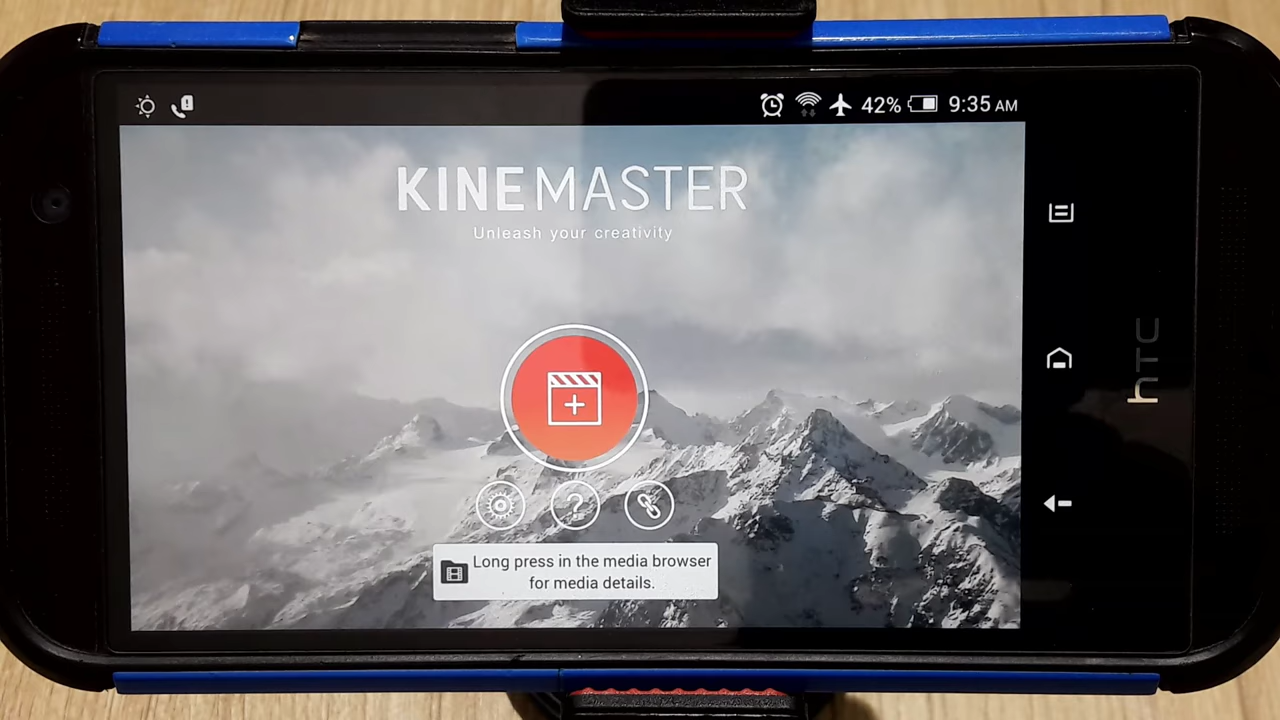 42% 9:35 AM
KINEMASTER
Unleash your creativity
Long press in the media browser
for media details.
hTC